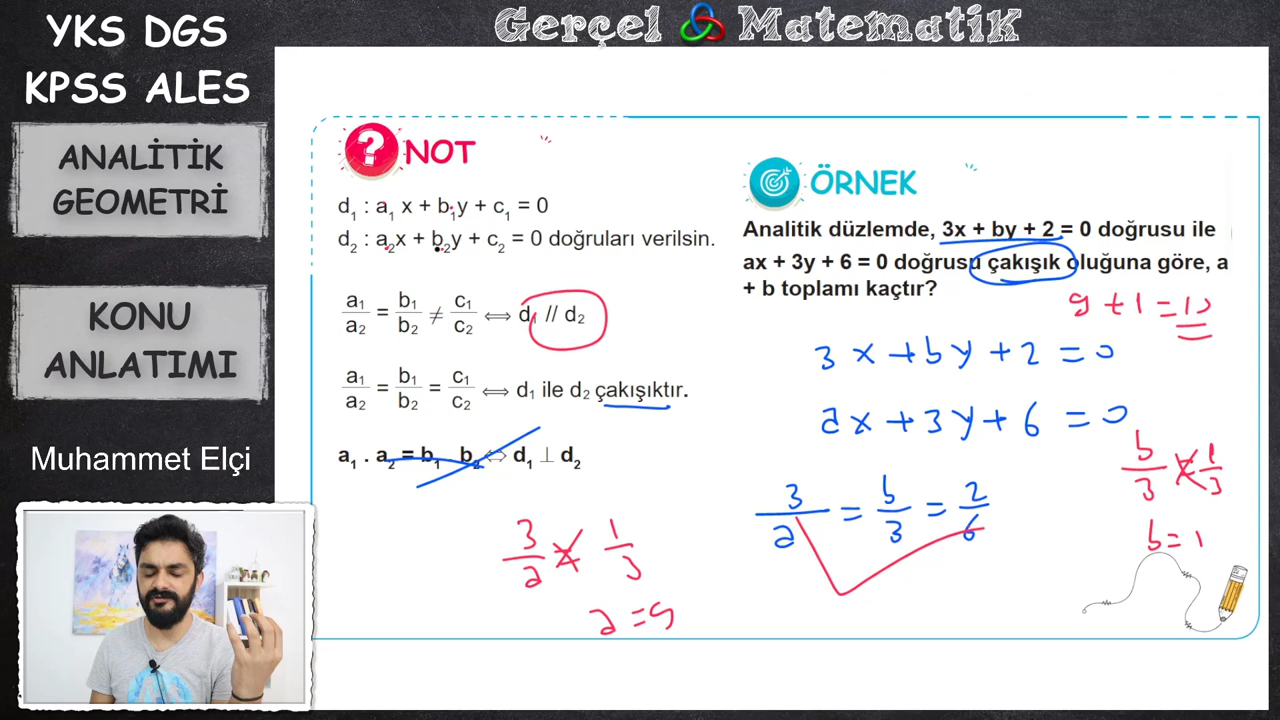 Gerçel Matematik
YKS DGS
KPSS ALES
ANALİTİK
GEOMETRİ
KONU
ANLATIMI
Muhammet Elçi
NOT
d₁ : a₁ x + b₁y + c₁ = 0
d₂ : a₂x + b₂y + c₂ = 0 doğruları verilsin.
a₁/a₂ = b₁/b₂ ≠ c₁/c₂ ⟺ d₁ // d₂
a₁/a₂ = b₁/b₂ = c₁/c₂ ⟺ d₁ ile d₂ çakışıktır.
a₁ . a₂ = b₁ . b₂ ⟺ d₁ ⊥ d₂
3/a 1/3
a = 9
ÖRNEK
Analitik düzlemde, 3x + by + 2 = 0 doğrusu ile
ax + 3y + 6 = 0 doğrusu çakışık oluğuna göre, a
+ b toplamı kaçtır?
9 + 1 = 10
3x + by + 2 = 0
ax + 3y + 6 = 0
3/a = b/3 = 2/6
b/3 1/3
b = 1